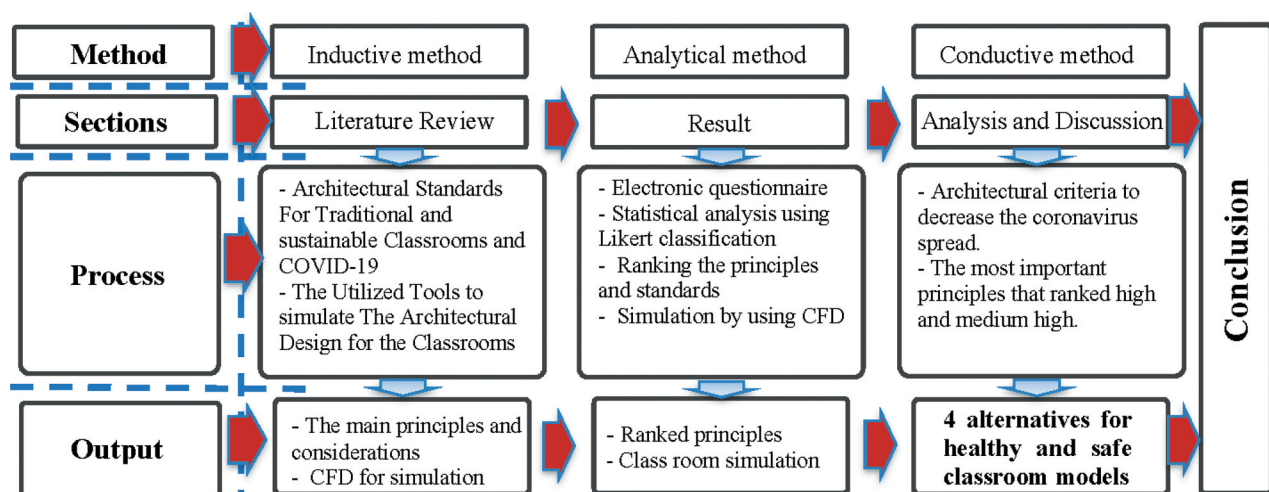 Method
Inductive method
Analytical method
Conductive method
Sections
Literature Review
Result
Analysis and Discussion
Process
- Architectural Standards
For Traditional and
sustainable Classrooms and
COVID-19
- The Utilized Tools to
simulate The Architectural
Design for the Classrooms
- Electronic questionnaire
- Statistical analysis using
Likert classification
- Ranking the principles
and standards
- Simulation by using CFD
- Architectural criteria to
decrease the coronavirus
spread.
- The most important
principles that ranked high
and medium high.
Output
- The main principles and
considerations
- CFD for simulation
- Ranked principles
- Class room simulation
4 alternatives for
healthy and safe
classroom models
Conclusion